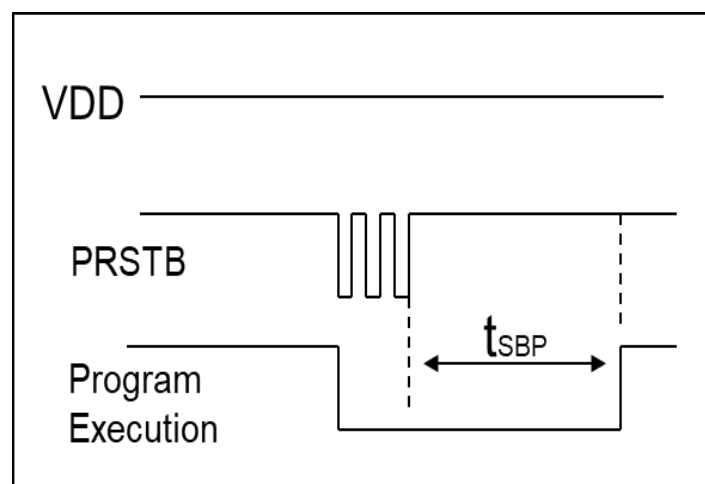 VDD
PRSTB
tSBP
Program
Execution